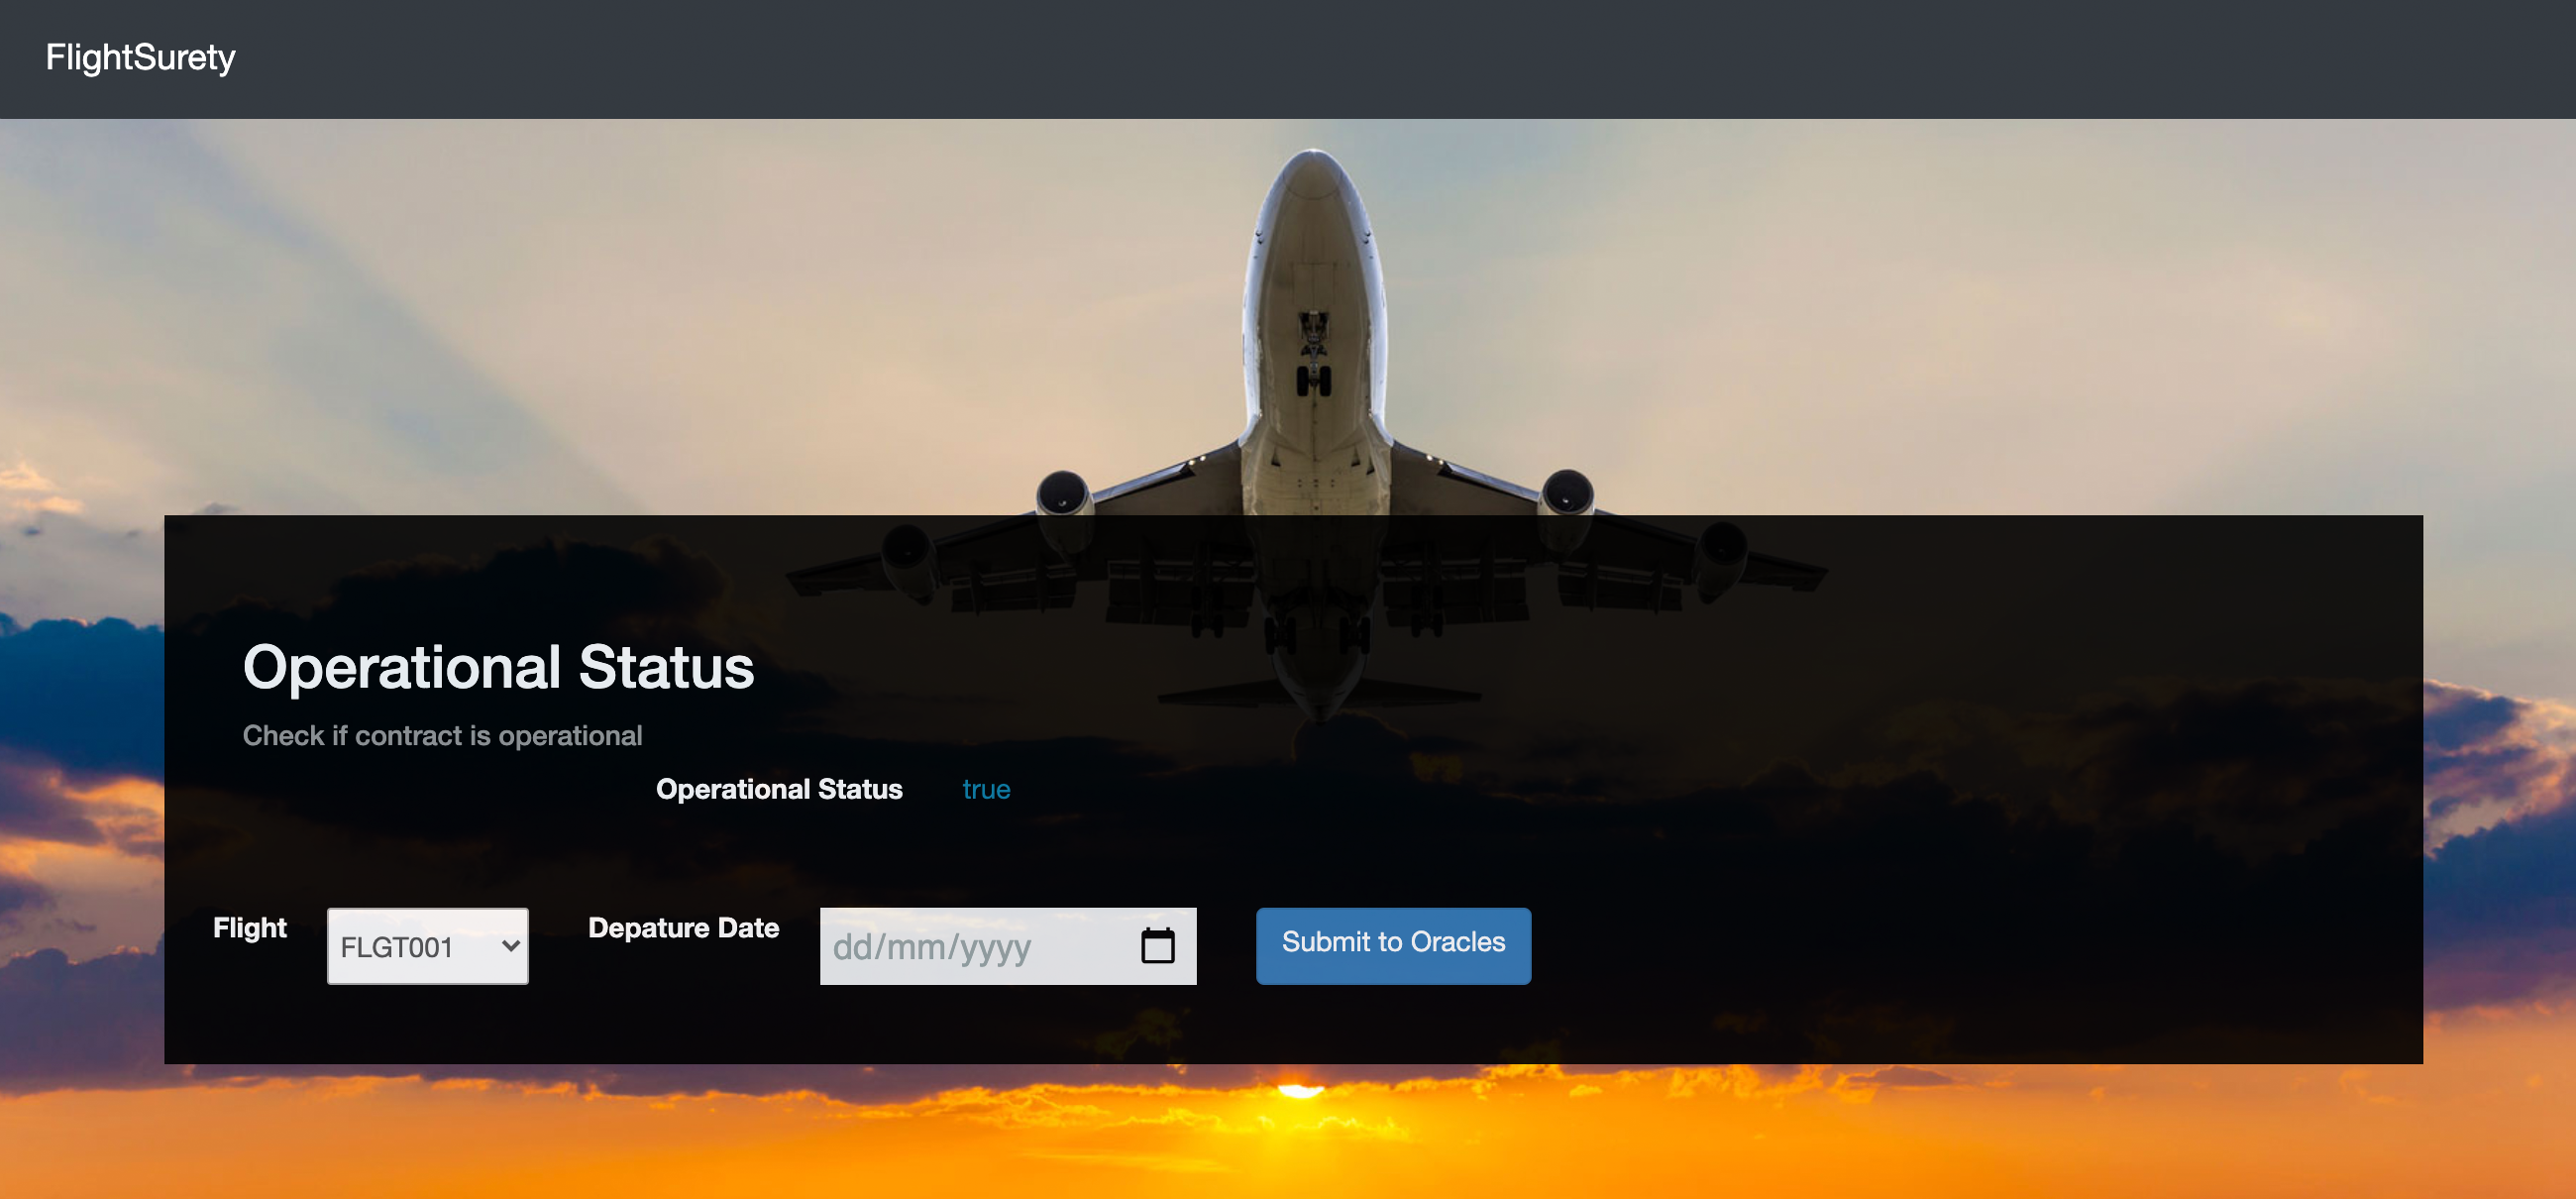 FlightSurety
Operational Status
Check if contract is operational
Operational Status true
Flight FLGT001 Depature Date dd/mm/yyyy Submit to Oracles